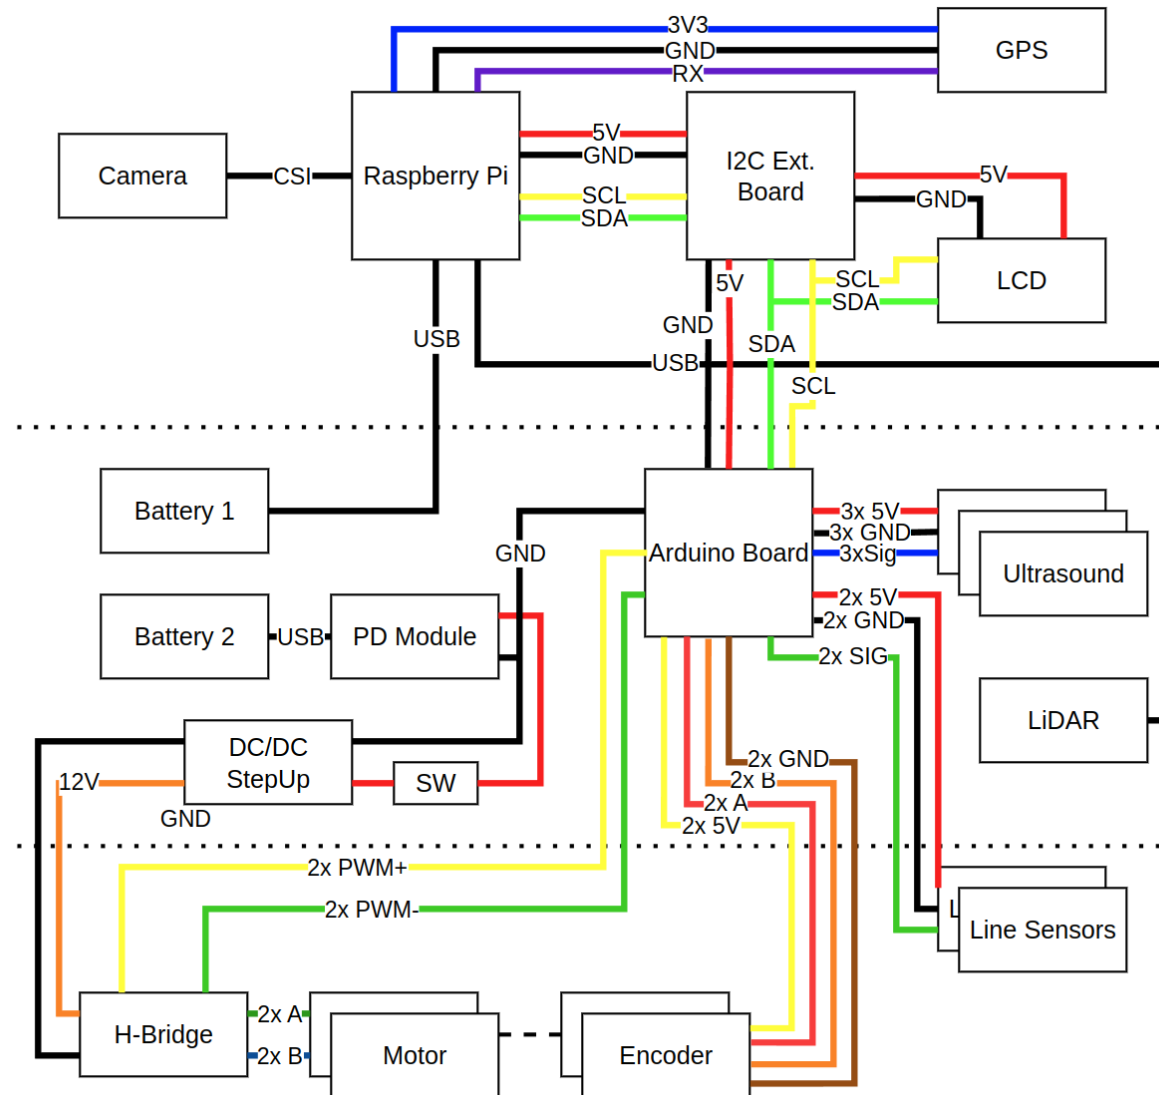 3V3
GND
RX
GPS
Camera
CSI
Raspberry Pi
5V
GND
SCL
SDA
I2C Ext.
Board
5V
GND
LCD
SCL
SDA
5V
GND
SDA
SCL
USB
USB
Battery 1
GND
Arduino Board
3x 5V
3x GND
3xSig
Ultrasound
Battery 2
USB
PD Module
2x 5V
2x GND
2x SIG
LiDAR
DC/DC
StepUp
SW
12V
GND
2x GND
2x B
2x A
2x 5V
2x PWM+
2x PWM-
L
Line Sensors
H-Bridge
2x A
2x B
Motor
Encoder